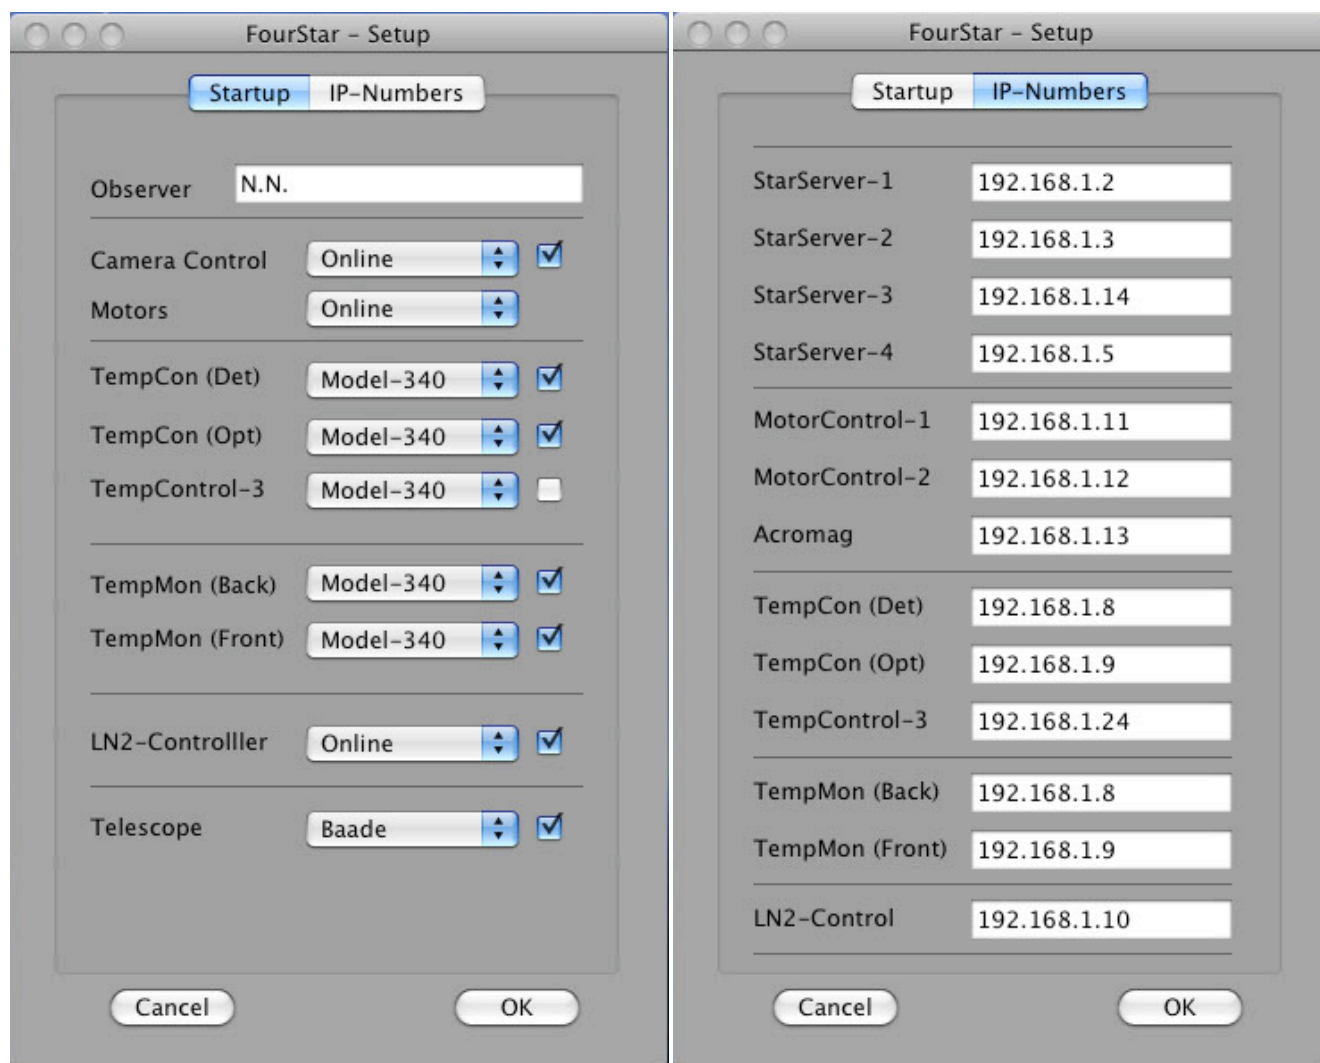 FourStar – Setup
Startup IP–Numbers
Observer N.N.
Camera Control Online
Motors Online
TempCon (Det) Model–340
TempCon (Opt) Model–340
TempControl–3 Model–340
TempMon (Back) Model–340
TempMon (Front) Model–340
LN2–Controlller Online
Telescope Baade
Cancel OK
FourStar – Setup
Startup IP–Numbers
StarServer–1 192.168.1.2
StarServer–2 192.168.1.3
StarServer–3 192.168.1.14
StarServer–4 192.168.1.5
MotorControl–1 192.168.1.11
MotorControl–2 192.168.1.12
Acromag 192.168.1.13
TempCon (Det) 192.168.1.8
TempCon (Opt) 192.168.1.9
TempControl–3 192.168.1.24
TempMon (Back) 192.168.1.8
TempMon (Front) 192.168.1.9
LN2–Control 192.168.1.10
Cancel OK